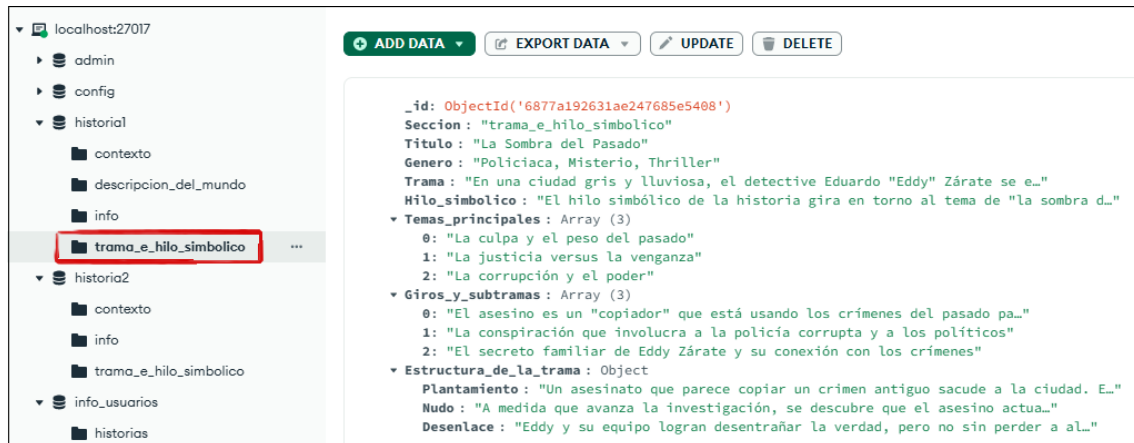 localhost:27017
admin
config
historia1
contexto
descripcion_del_mundo
info
trama_e_hilo_simbolico ...
historia2
contexto
info
trama_e_hilo_simbolico
info_usuarios
historias
ADD DATA EXPORT DATA UPDATE DELETE
_id: ObjectId('6877a192631ae247685e5408')
Seccion : "trama_e_hilo_simbolico"
Titulo : "La Sombra del Pasado"
Genero : "Policiaca, Misterio, Thriller"
Trama : "En una ciudad gris y lluviosa, el detective Eduardo "Eddy" Zárate se e…"
Hilo_simbolico : "El hilo simbólico de la historia gira en torno al tema de "la sombra d…"
Temas_principales : Array (3)
0: "La culpa y el peso del pasado"
1: "La justicia versus la venganza"
2: "La corrupción y el poder"
Giros_y_subtramas : Array (3)
0: "El asesino es un "copiador" que está usando los crímenes del pasado pa…"
1: "La conspiración que involucra a la policía corrupta y a los políticos"
2: "El secreto familiar de Eddy Zárate y su conexión con los crímenes"
Estructura_de_la_trama : Object
Plantamiento : "Un asesinato que parece copiar un crimen antiguo sacude a la ciudad. E…"
Nudo : "A medida que avanza la investigación, se descubre que el asesino actua…"
Desenlace : "Eddy y su equipo logran desentrañar la verdad, pero no sin perder a al…"